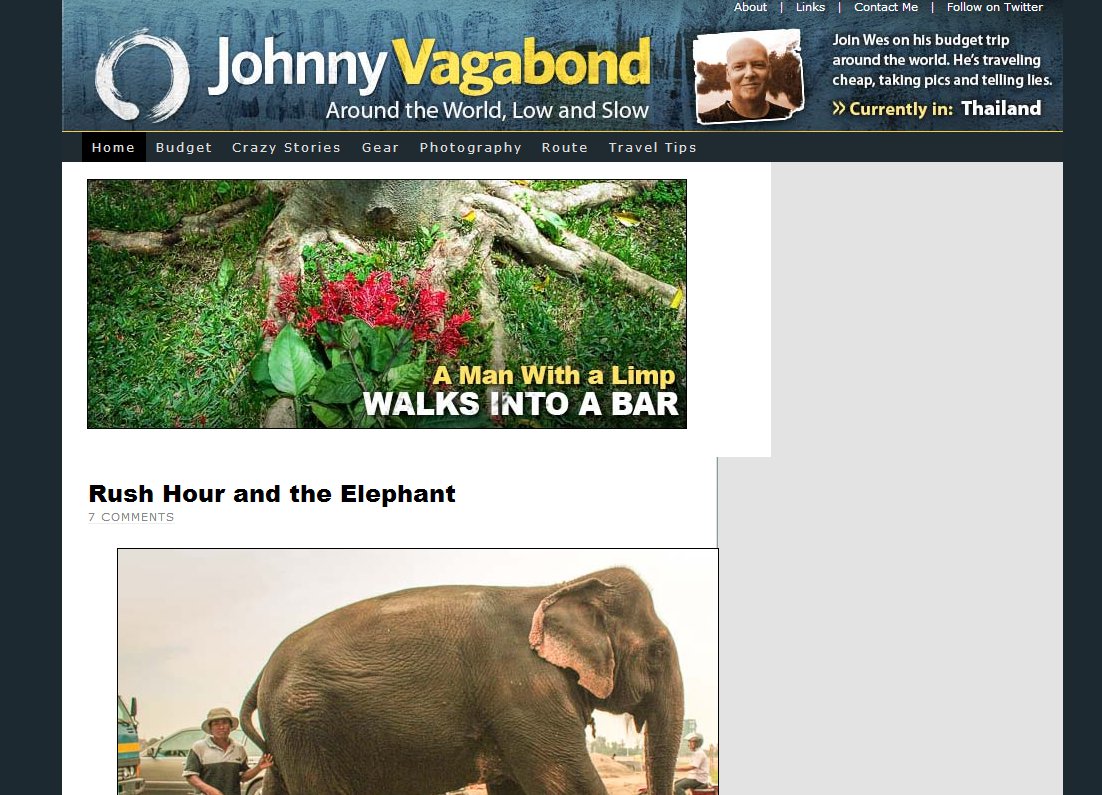 About | Links | Contact Me | Follow on Twitter
Johnny Vagabond
Around the World, Low and Slow
Join Wes on his budget trip
around the world. He's traveling
cheap, taking pics and telling lies.
Currently in: Thailand
Home Budget Crazy Stories Gear Photography Route Travel Tips
A Man With a Limp
WALKS INTO A BAR
Rush Hour and the Elephant
7 COMMENTS